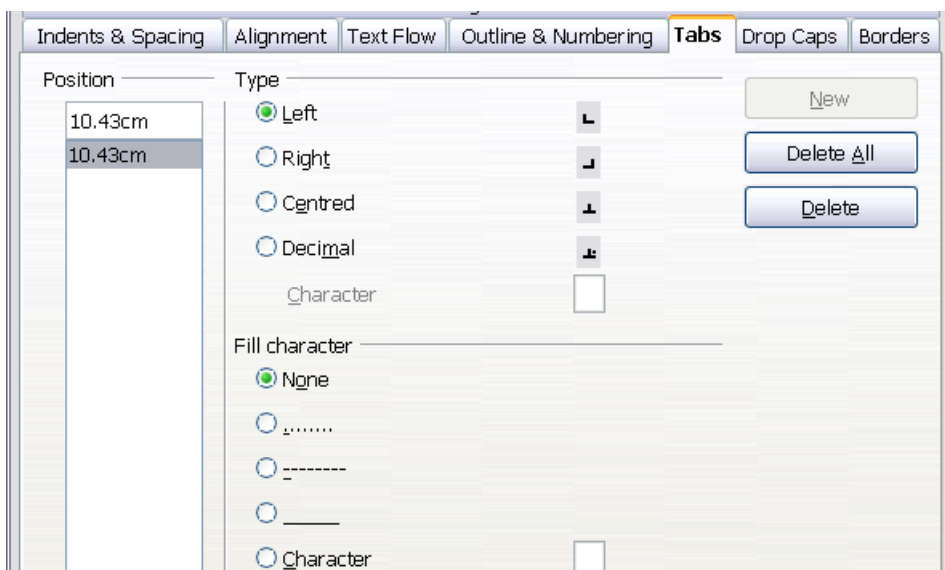 Indents & Spacing Alignment Text Flow Outline & Numbering Tabs Drop Caps Borders
Position Type
10.43cm Left New
10.43cm Right Delete All
Centred Delete
Decimal
Character
Fill character
None
........
--------
______
Character